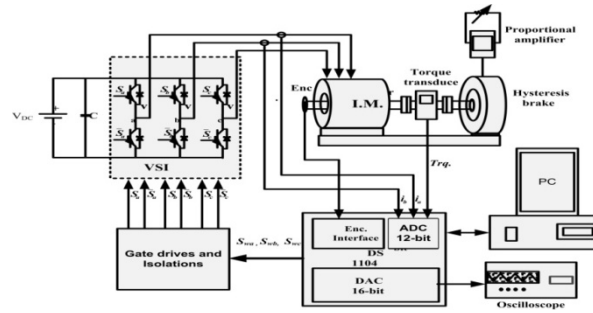 Proportional
amplifier
Torque
transduce
Hysteresis
brake
Enc
I.M.
V_DC
C
a
b
c
VSI
Trq.
PC
Gate drives and
Isolations
Enc.
Interface
ADC
12-bit
DS
1104
DAC
16-bit
Oscilloscope